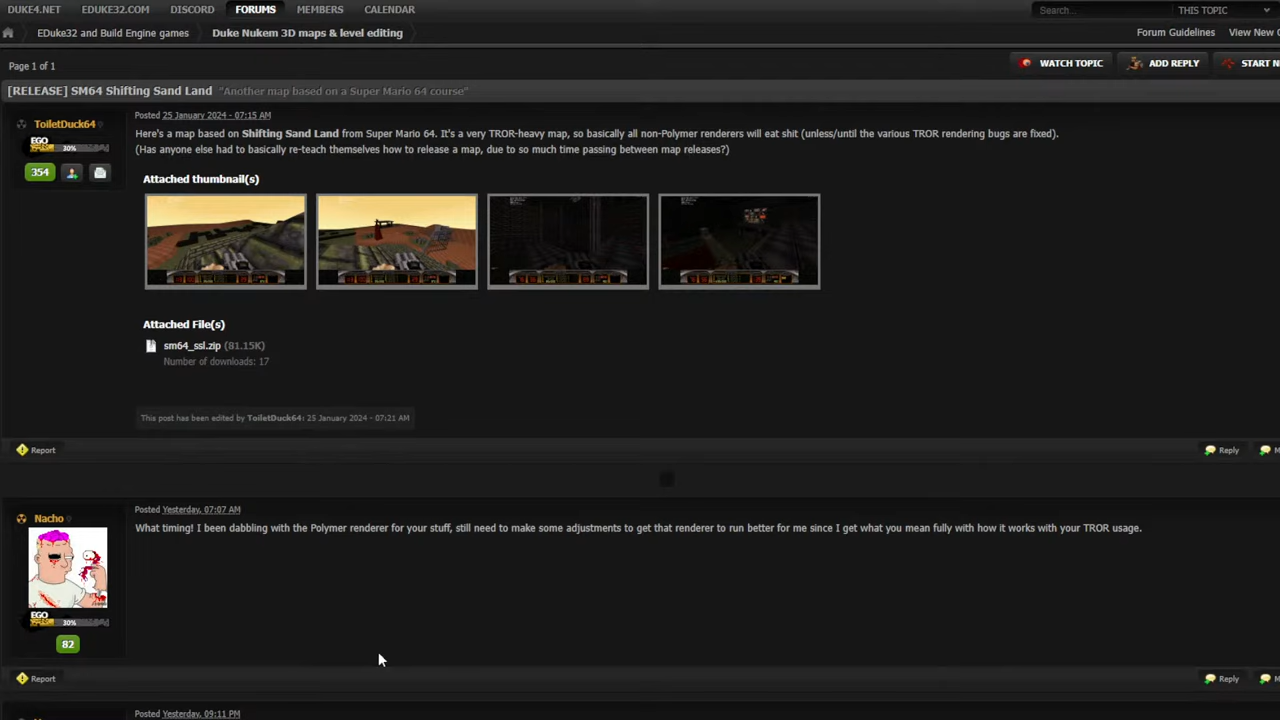 DUKE4.NET EDUKE32.COM DISCORD FORUMS MEMBERS CALENDAR Search... THIS TOPIC
EDuke32 and Build Engine games Duke Nukem 3D maps & level editing Forum Guidelines View New C
Page 1 of 1 WATCH TOPIC ADD REPLY START N
[RELEASE] SM64 Shifting Sand Land "Another map based on a Super Mario 64 course"
Posted 25 January 2024 - 07:15 AM
ToiletDuck64
Here's a map based on Shifting Sand Land from Super Mario 64. It's a very TROR-heavy map, so basically all non-Polymer renderers will eat shit (unless/until the various TROR rendering bugs are fixed).
(Has anyone else had to basically re-teach themselves how to release a map, due to so much time passing between map releases?)
EGO
30%
354
Attached thumbnail(s)
Attached File(s)
sm64_ssl.zip (81.15K)
Number of downloads: 17
This post has been edited by ToiletDuck64: 25 January 2024 - 07:21 AM
Report Reply M
Posted Yesterday, 07:07 AM
Nacho
What timing! I been dabbling with the Polymer renderer for your stuff, still need to make some adjustments to get that renderer to run better for me since I get what you mean fully with how it works with your TROR usage.
EGO
30%
82
Report Reply M
Posted Yesterday, 09:11 PM